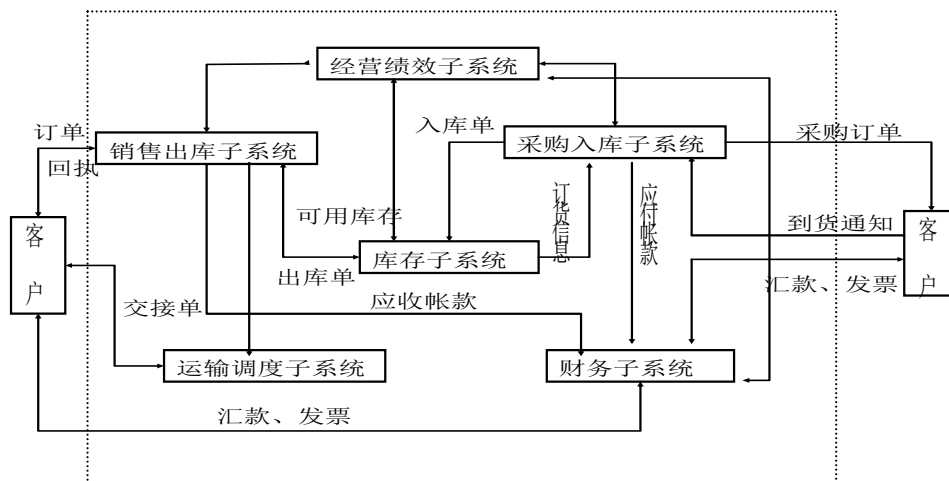 经营绩效子系统
订单
入库单
采购订单
销售出库子系统
采购入库子系统
回执
订货信息
应付帐款
可用库存
到货通知
客户
客户
库存子系统
出库单
汇款、发票
交接单
应收帐款
运输调度子系统
财务子系统
汇款、发票